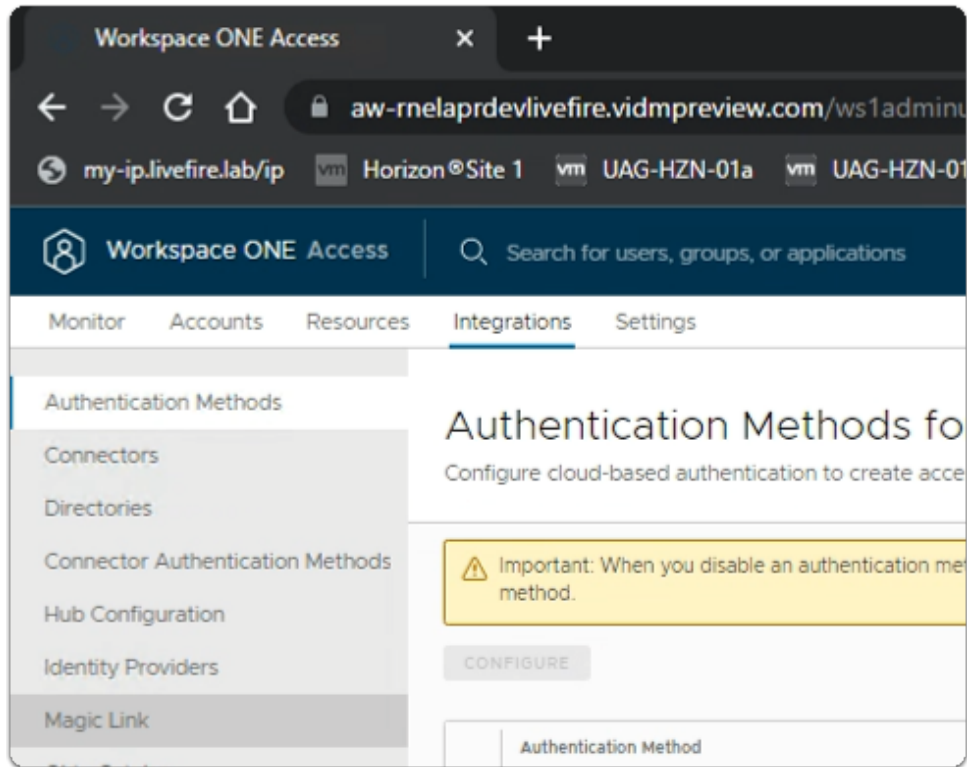 Workspace ONE Access
aw-rnelaprdevlivefire.vidmpreview.com/ws1adminu
my-ip.livefire.lab/ip vm Horizon®Site 1 vm UAG-HZN-01a vm UAG-HZN-01
Workspace ONE Access Search for users, groups, or applications
Monitor Accounts Resources Integrations Settings
Authentication Methods
Connectors
Directories
Connector Authentication Methods
Hub Configuration
Identity Providers
Magic Link
Authentication Methods fo
Configure cloud-based authentication to create acce
Important: When you disable an authentication me
method.
CONFIGURE
Authentication Method